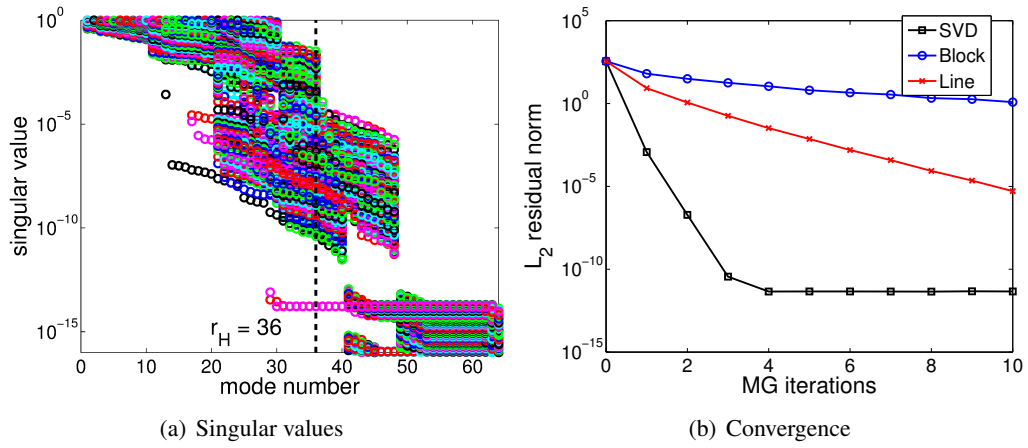 10^0
10^-5
10^-10
10^-15
singular value
0 10 20 30 40 50 60
mode number
r_H = 36
(a) Singular values
10^5
10^0
10^-5
10^-10
10^-15
L_2 residual norm
0 2 4 6 8 10
MG iterations
SVD
Block
Line
(b) Convergence